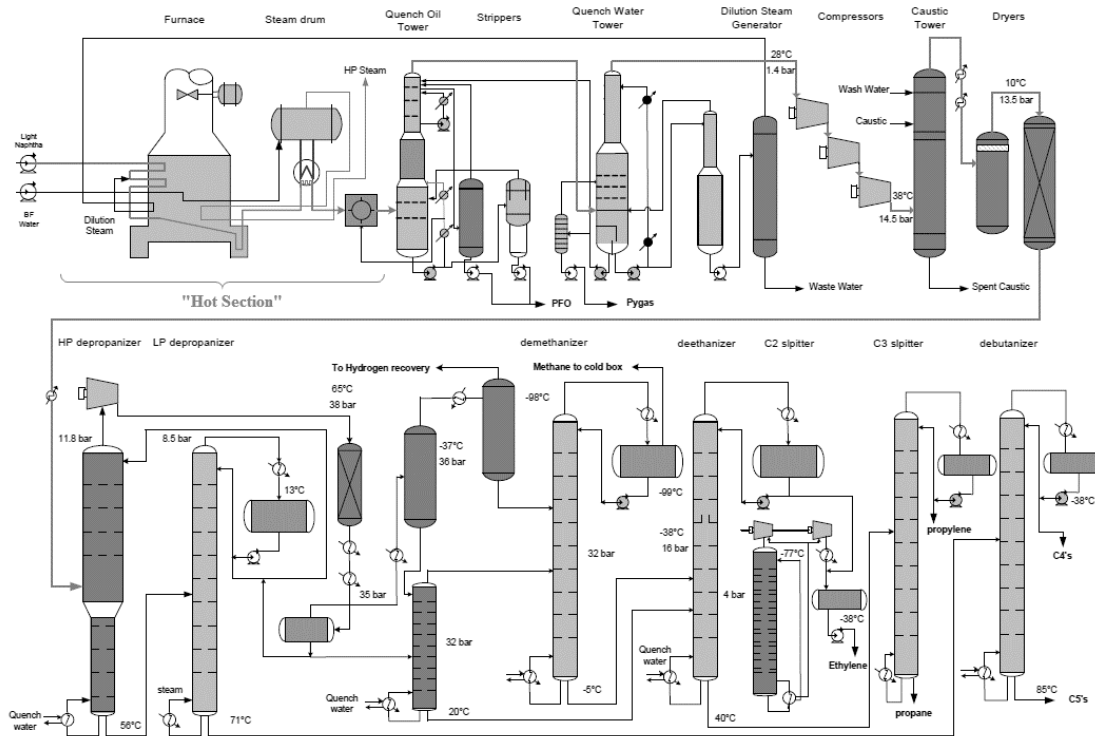 Furnace
Steam drum
Quench Oil
Tower
Strippers
Quench Water
Tower
Dilution Steam
Generator
Compressors
Caustic
Tower
Dryers
HP Steam
28°C
1.4 bar
Wash Water
Caustic
10°C
13.5 bar
Light
Naphtha
BF
Water
Dilution
Steam
38°C
14.5 bar
"Hot Section"
PFO
Pygas
Waste Water
Spent Caustic
HP depropanizer
LP depropanizer
demethanizer
deethanizer
C2 slpitter
C3 slpitter
debutanizer
To Hydrogen recovery
Methane to cold box
65°C
38 bar
-98°C
11.8 bar
8.5 bar
-37°C
36 bar
13°C
-99°C
-38°C
16 bar
propylene
-38°C
C4's
32 bar
-77°C
35 bar
4 bar
-38°C
32 bar
Ethylene
Quench
water
steam
Quench
water
Quench
water
-5°C
56°C
71°C
20°C
40°C
propane
85°C
C5's